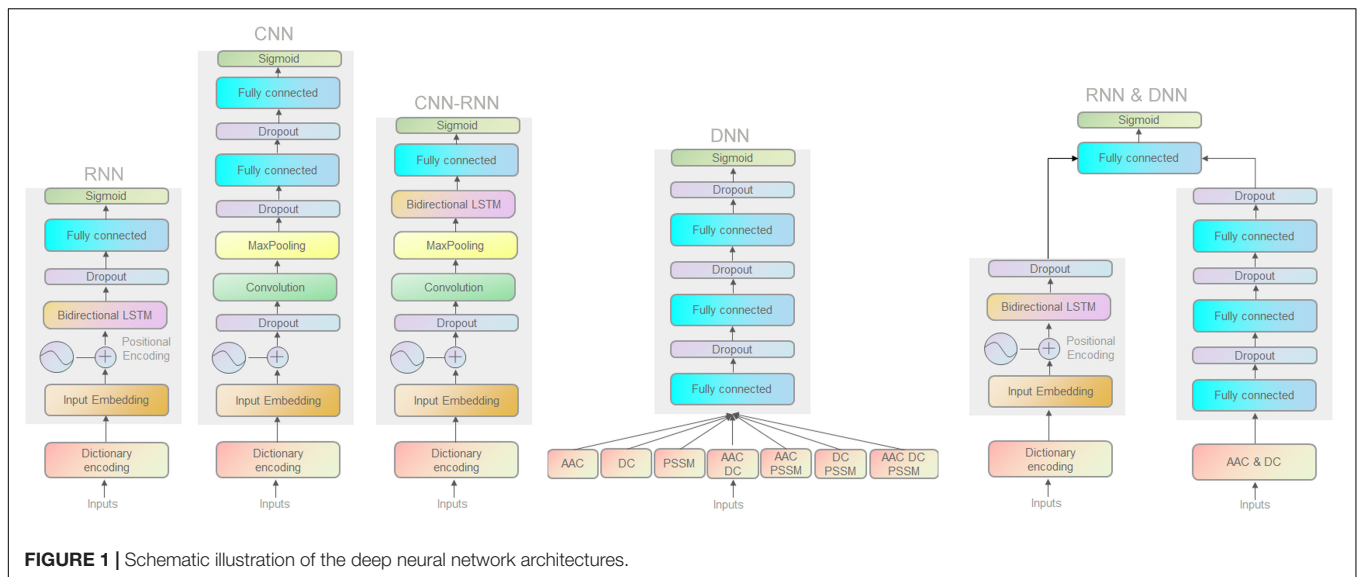 RNN
Sigmoid
Fully connected
Dropout
Bidirectional LSTM
Positional
Encoding
Input Embedding
Dictionary
encoding
Inputs
CNN
Sigmoid
Fully connected
Dropout
Fully connected
Dropout
MaxPooling
Convolution
Dropout
Input Embedding
Dictionary
encoding
Inputs
CNN-RNN
Sigmoid
Fully connected
Bidirectional LSTM
MaxPooling
Convolution
Dropout
Input Embedding
Dictionary
encoding
Inputs
DNN
Sigmoid
Dropout
Fully connected
Dropout
Fully connected
Dropout
Fully connected
AAC
DC
PSSM
AAC
DC
AAC
PSSM
DC
PSSM
AAC DC
PSSM
Inputs
RNN & DNN
Sigmoid
Fully connected
Dropout
Bidirectional LSTM
Positional
Encoding
Input Embedding
Dictionary
encoding
Inputs
Dropout
Fully connected
Dropout
Fully connected
Dropout
Fully connected
AAC & DC
Inputs
FIGURE 1 | Schematic illustration of the deep neural network architectures.